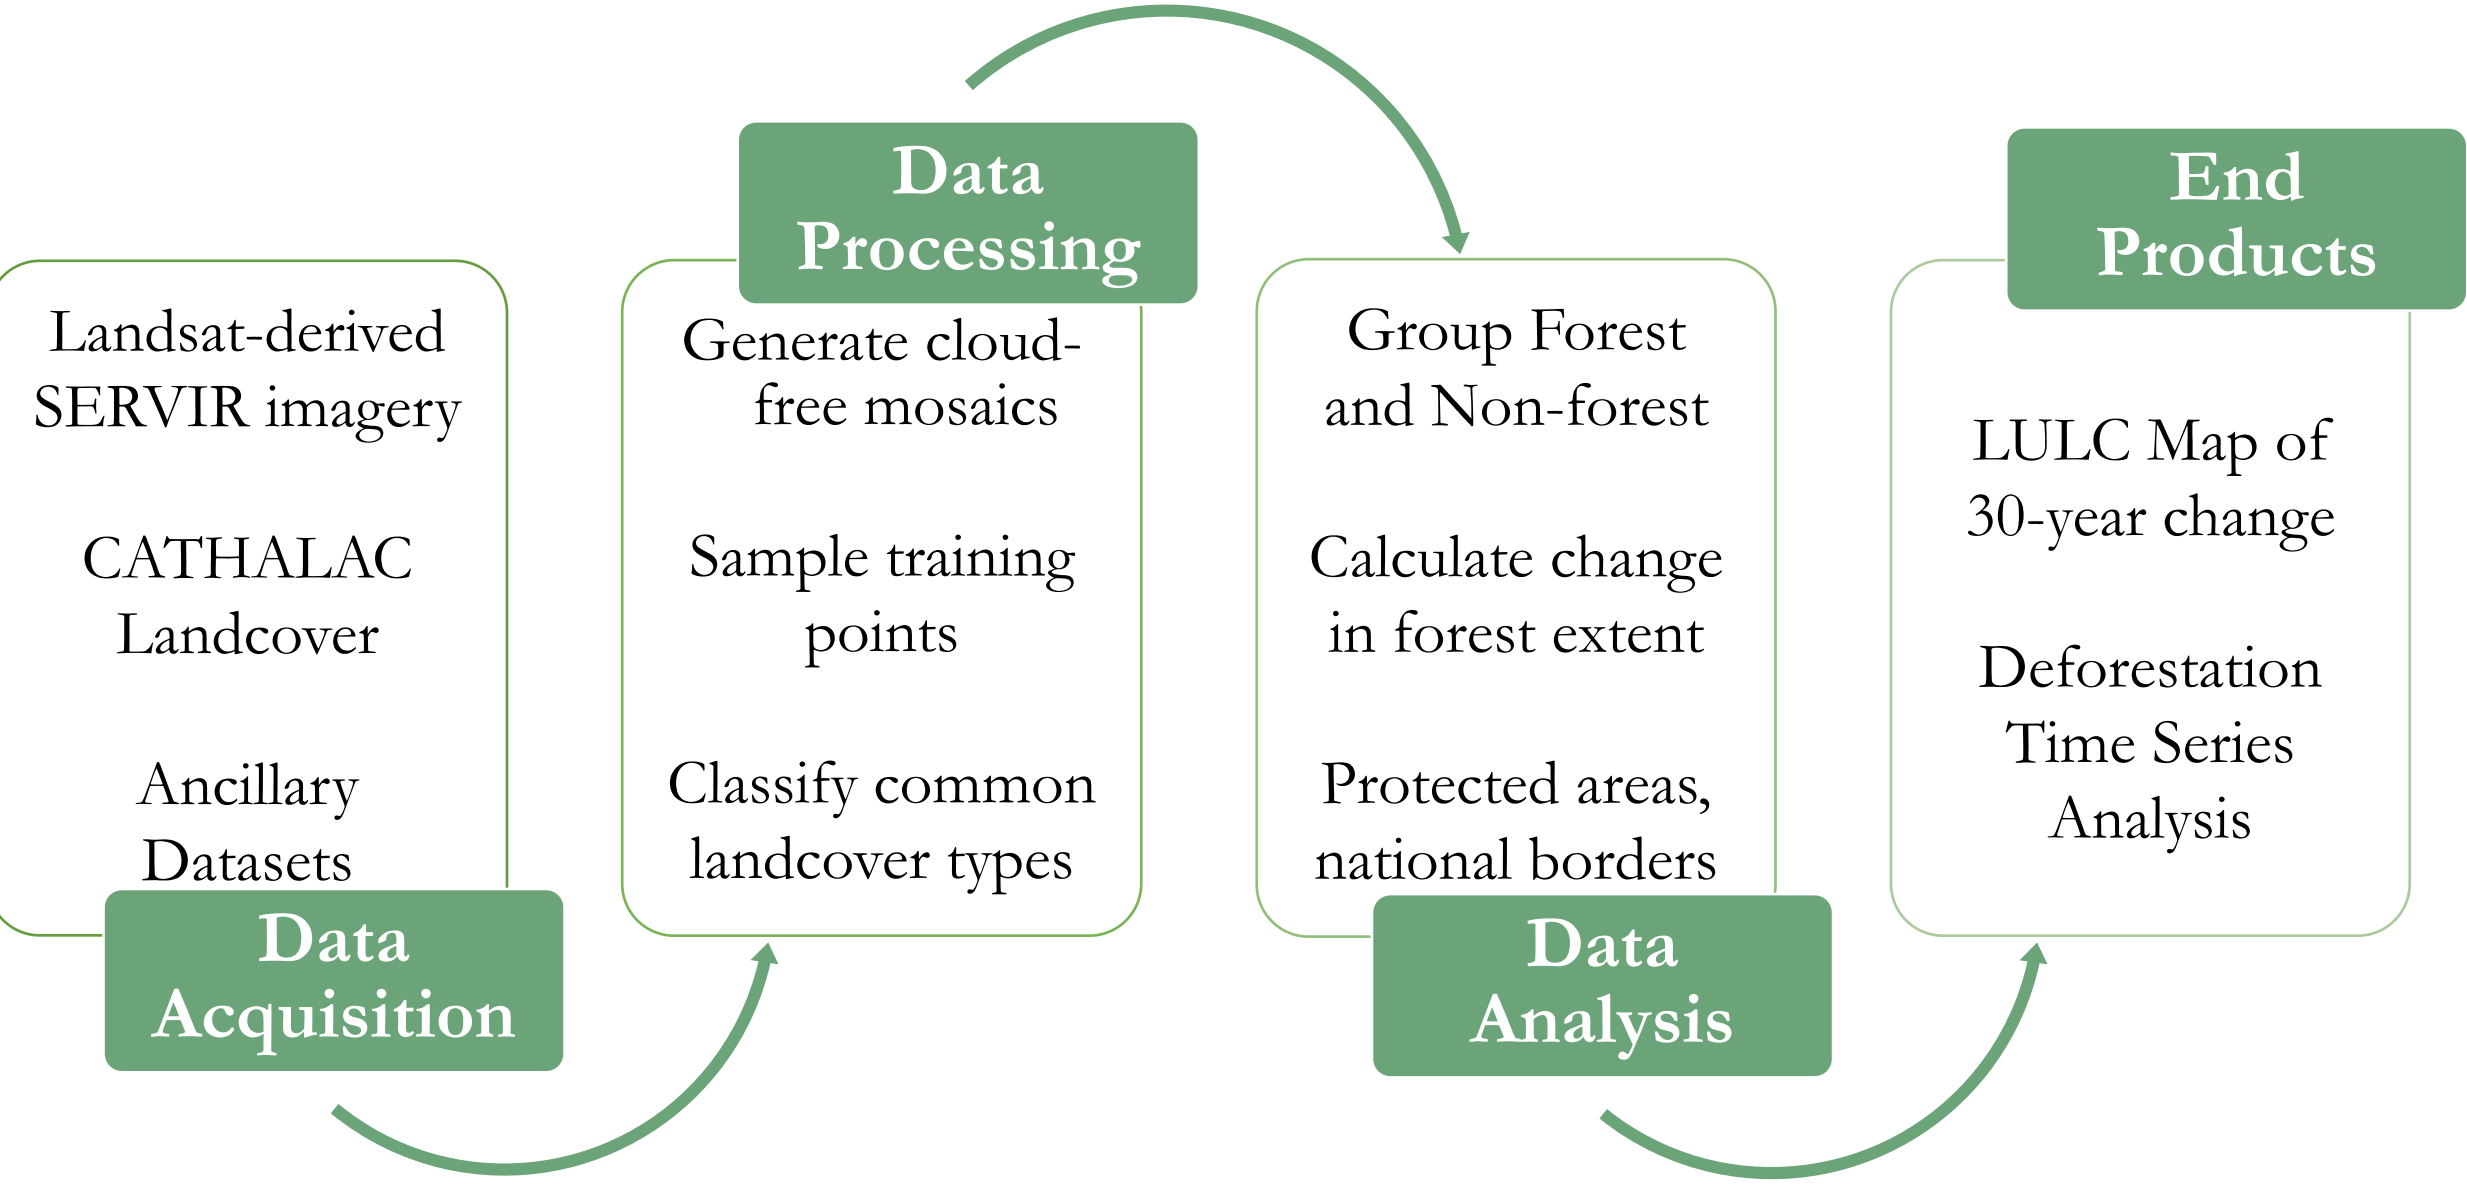 Landsat-derived
SERVIR imagery
CATHALAC
Landcover
Ancillary
Datasets
Data
Acquisition
Data
Processing
Generate cloud-
free mosaics
Sample training
points
Classify common
landcover types
Group Forest
and Non-forest
Calculate change
in forest extent
Protected areas,
national borders
Data
Analysis
End
Products
LULC Map of
30-year change
Deforestation
Time Series
Analysis